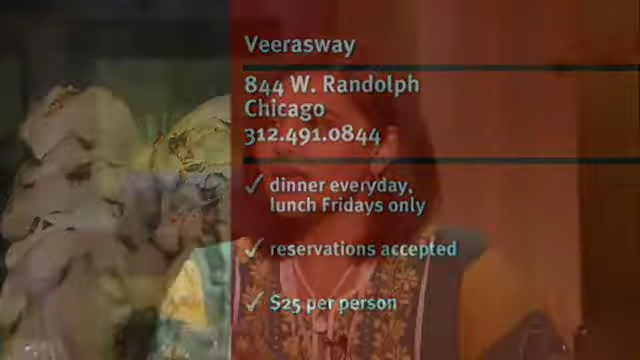 Veerasway
844 W. Randolph
Chicago
312.491.0844
✓ dinner everyday,
lunch Fridays only
✓ reservations accepted
✓ $25 per person